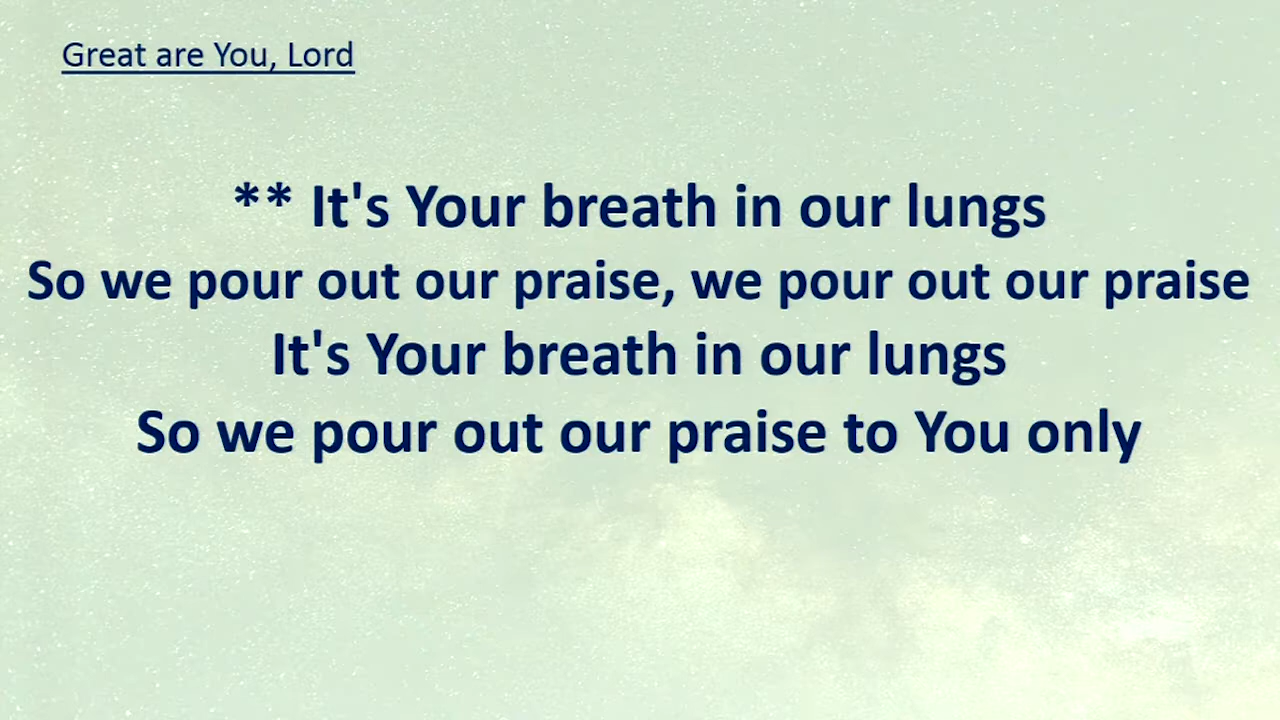 Great are You, Lord
** It's Your breath in our lungs
So we pour out our praise, we pour out our praise
It's Your breath in our lungs
So we pour out our praise to You only